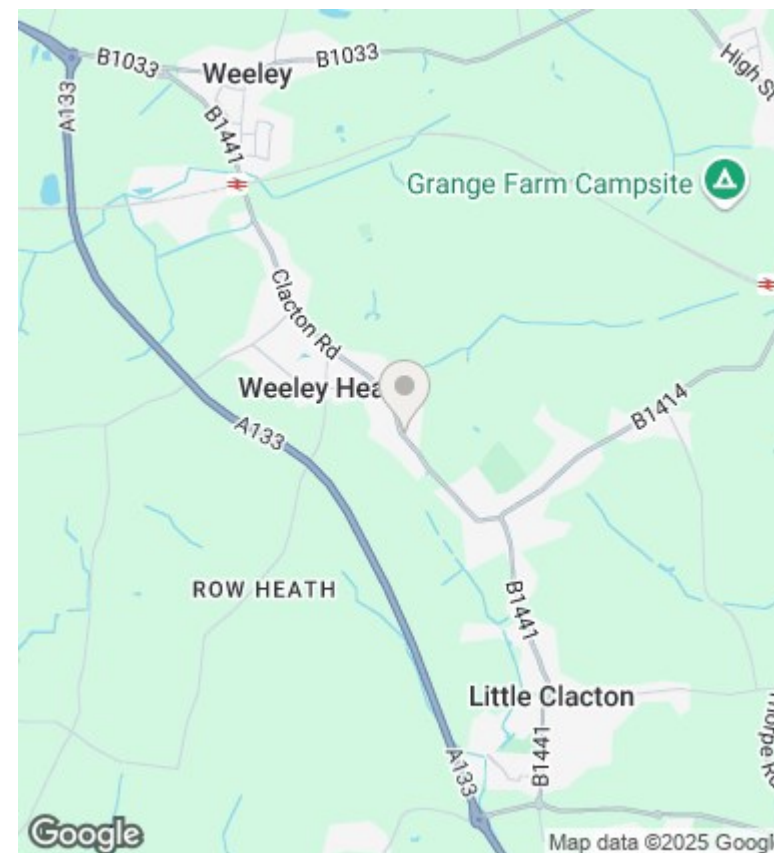 B1033
Weeley
B1033
High St
A133
B1441
Grange Farm Campsite
Clacton Rd
Weeley Hea
B1414
A133
ROW HEATH
B1441
Little Clacton
Thorpe
B1441
A133
Google
Map data ©2025 Googl